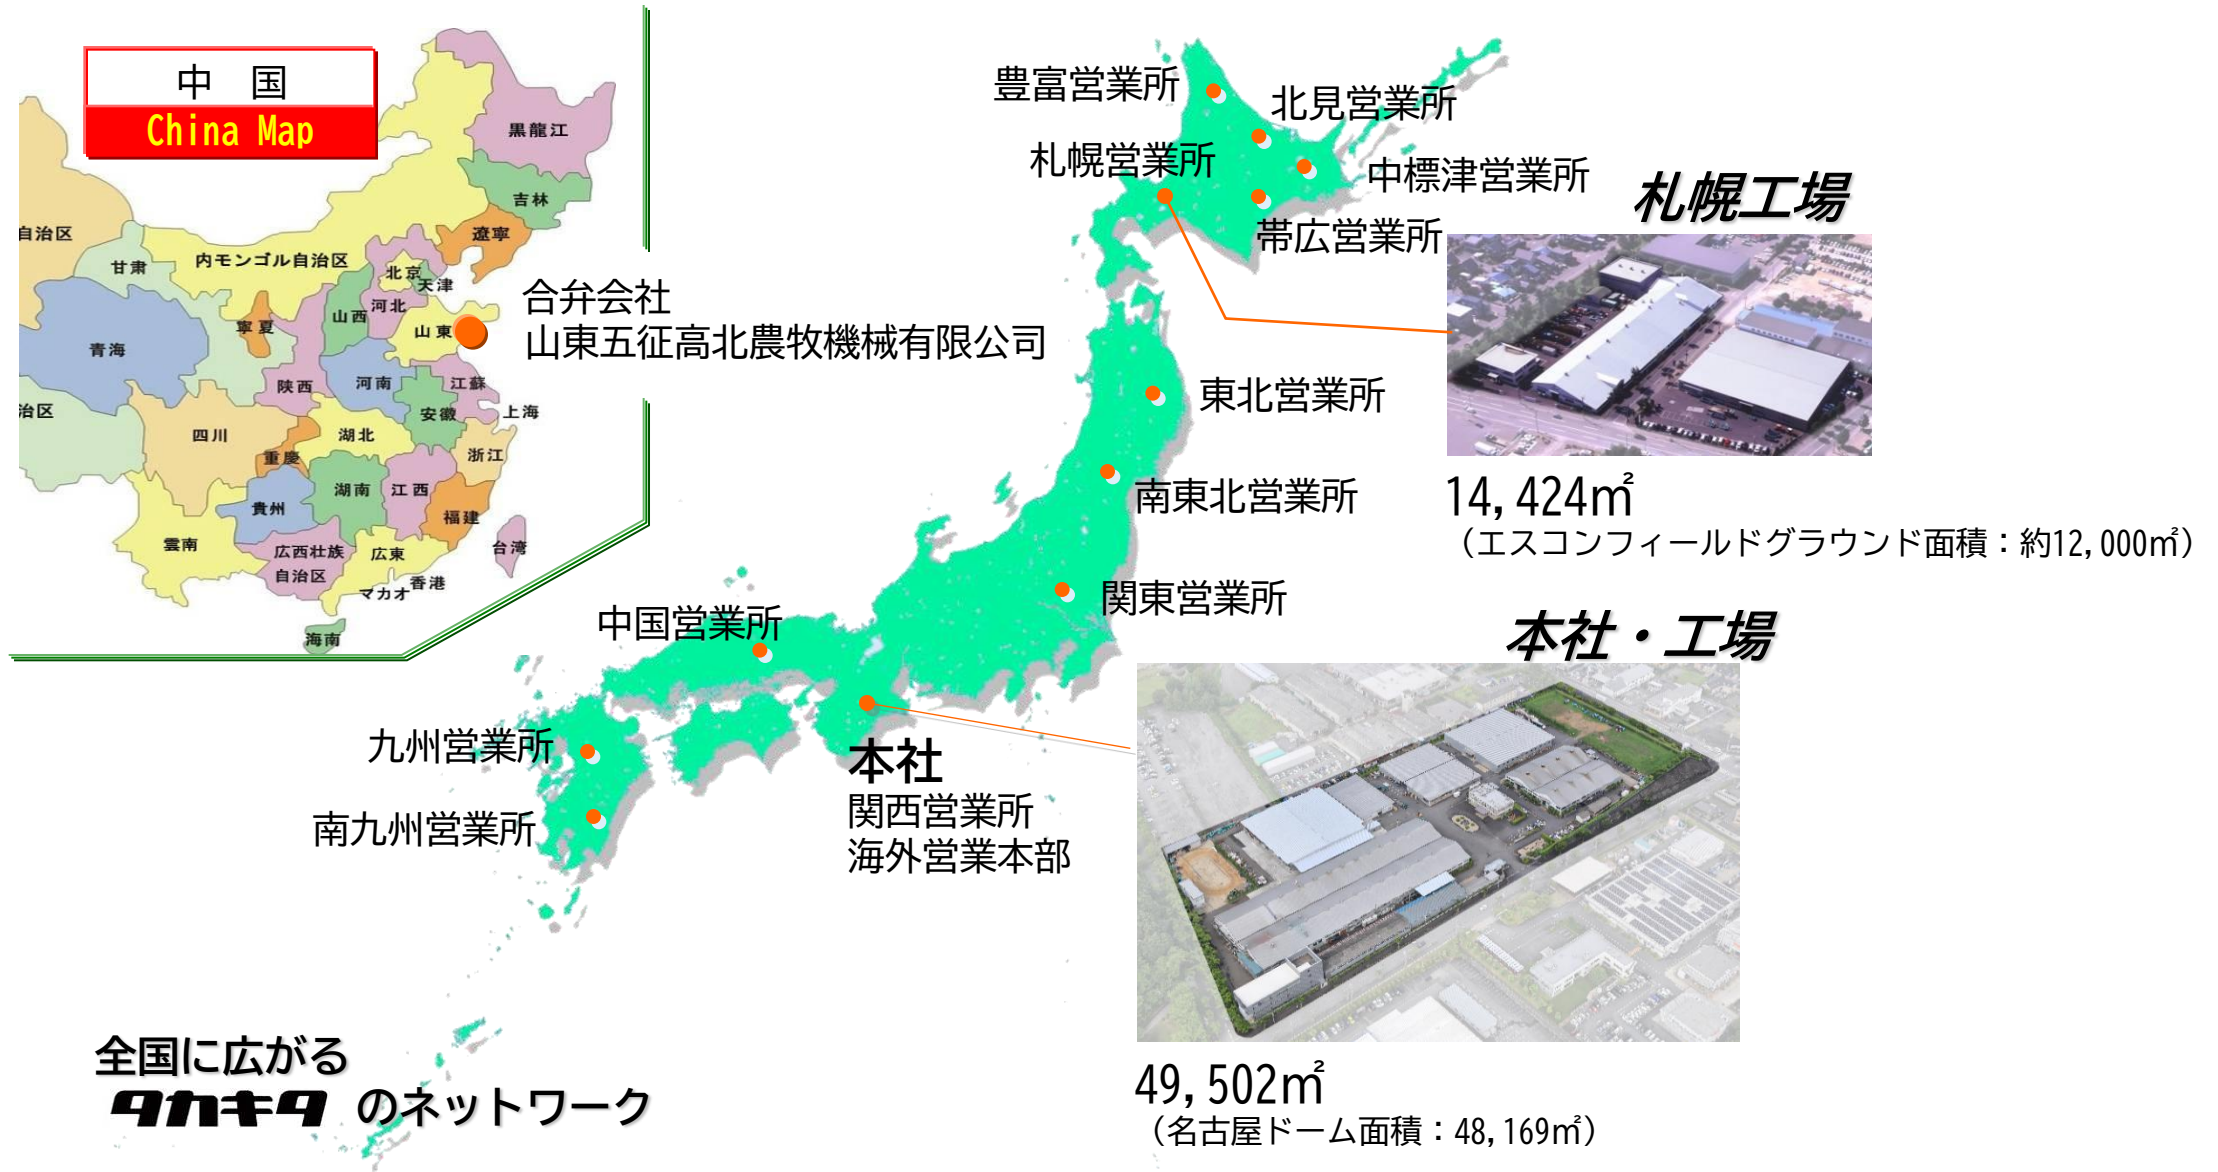 中　国
China Map
黒龍江
吉林
遼寧
自治区
甘粛
内モンゴル自治区
北京
天津
河北
山西
山東
寧夏
青海
陝西
河南
江蘇
治区
安徽
上海
四川
湖北
重慶
浙江
湖南
江西
貴州
福建
雲南
広西壮族
自治区
広東
台湾
香港
マカオ
海南
合弁会社
山東五征高北農牧機械有限公司
豊富営業所
北見営業所
札幌営業所
中標津営業所
帯広営業所
札幌工場
東北営業所
南東北営業所
14,424㎡
（エスコンフィールドグラウンド面積：約12,000㎡）
関東営業所
中国営業所
本社・工場
九州営業所
南九州営業所
本社
関西営業所
海外営業本部
49,502㎡
（名古屋ドーム面積：48,169㎡）
全国に広がる
タカキタ のネットワーク